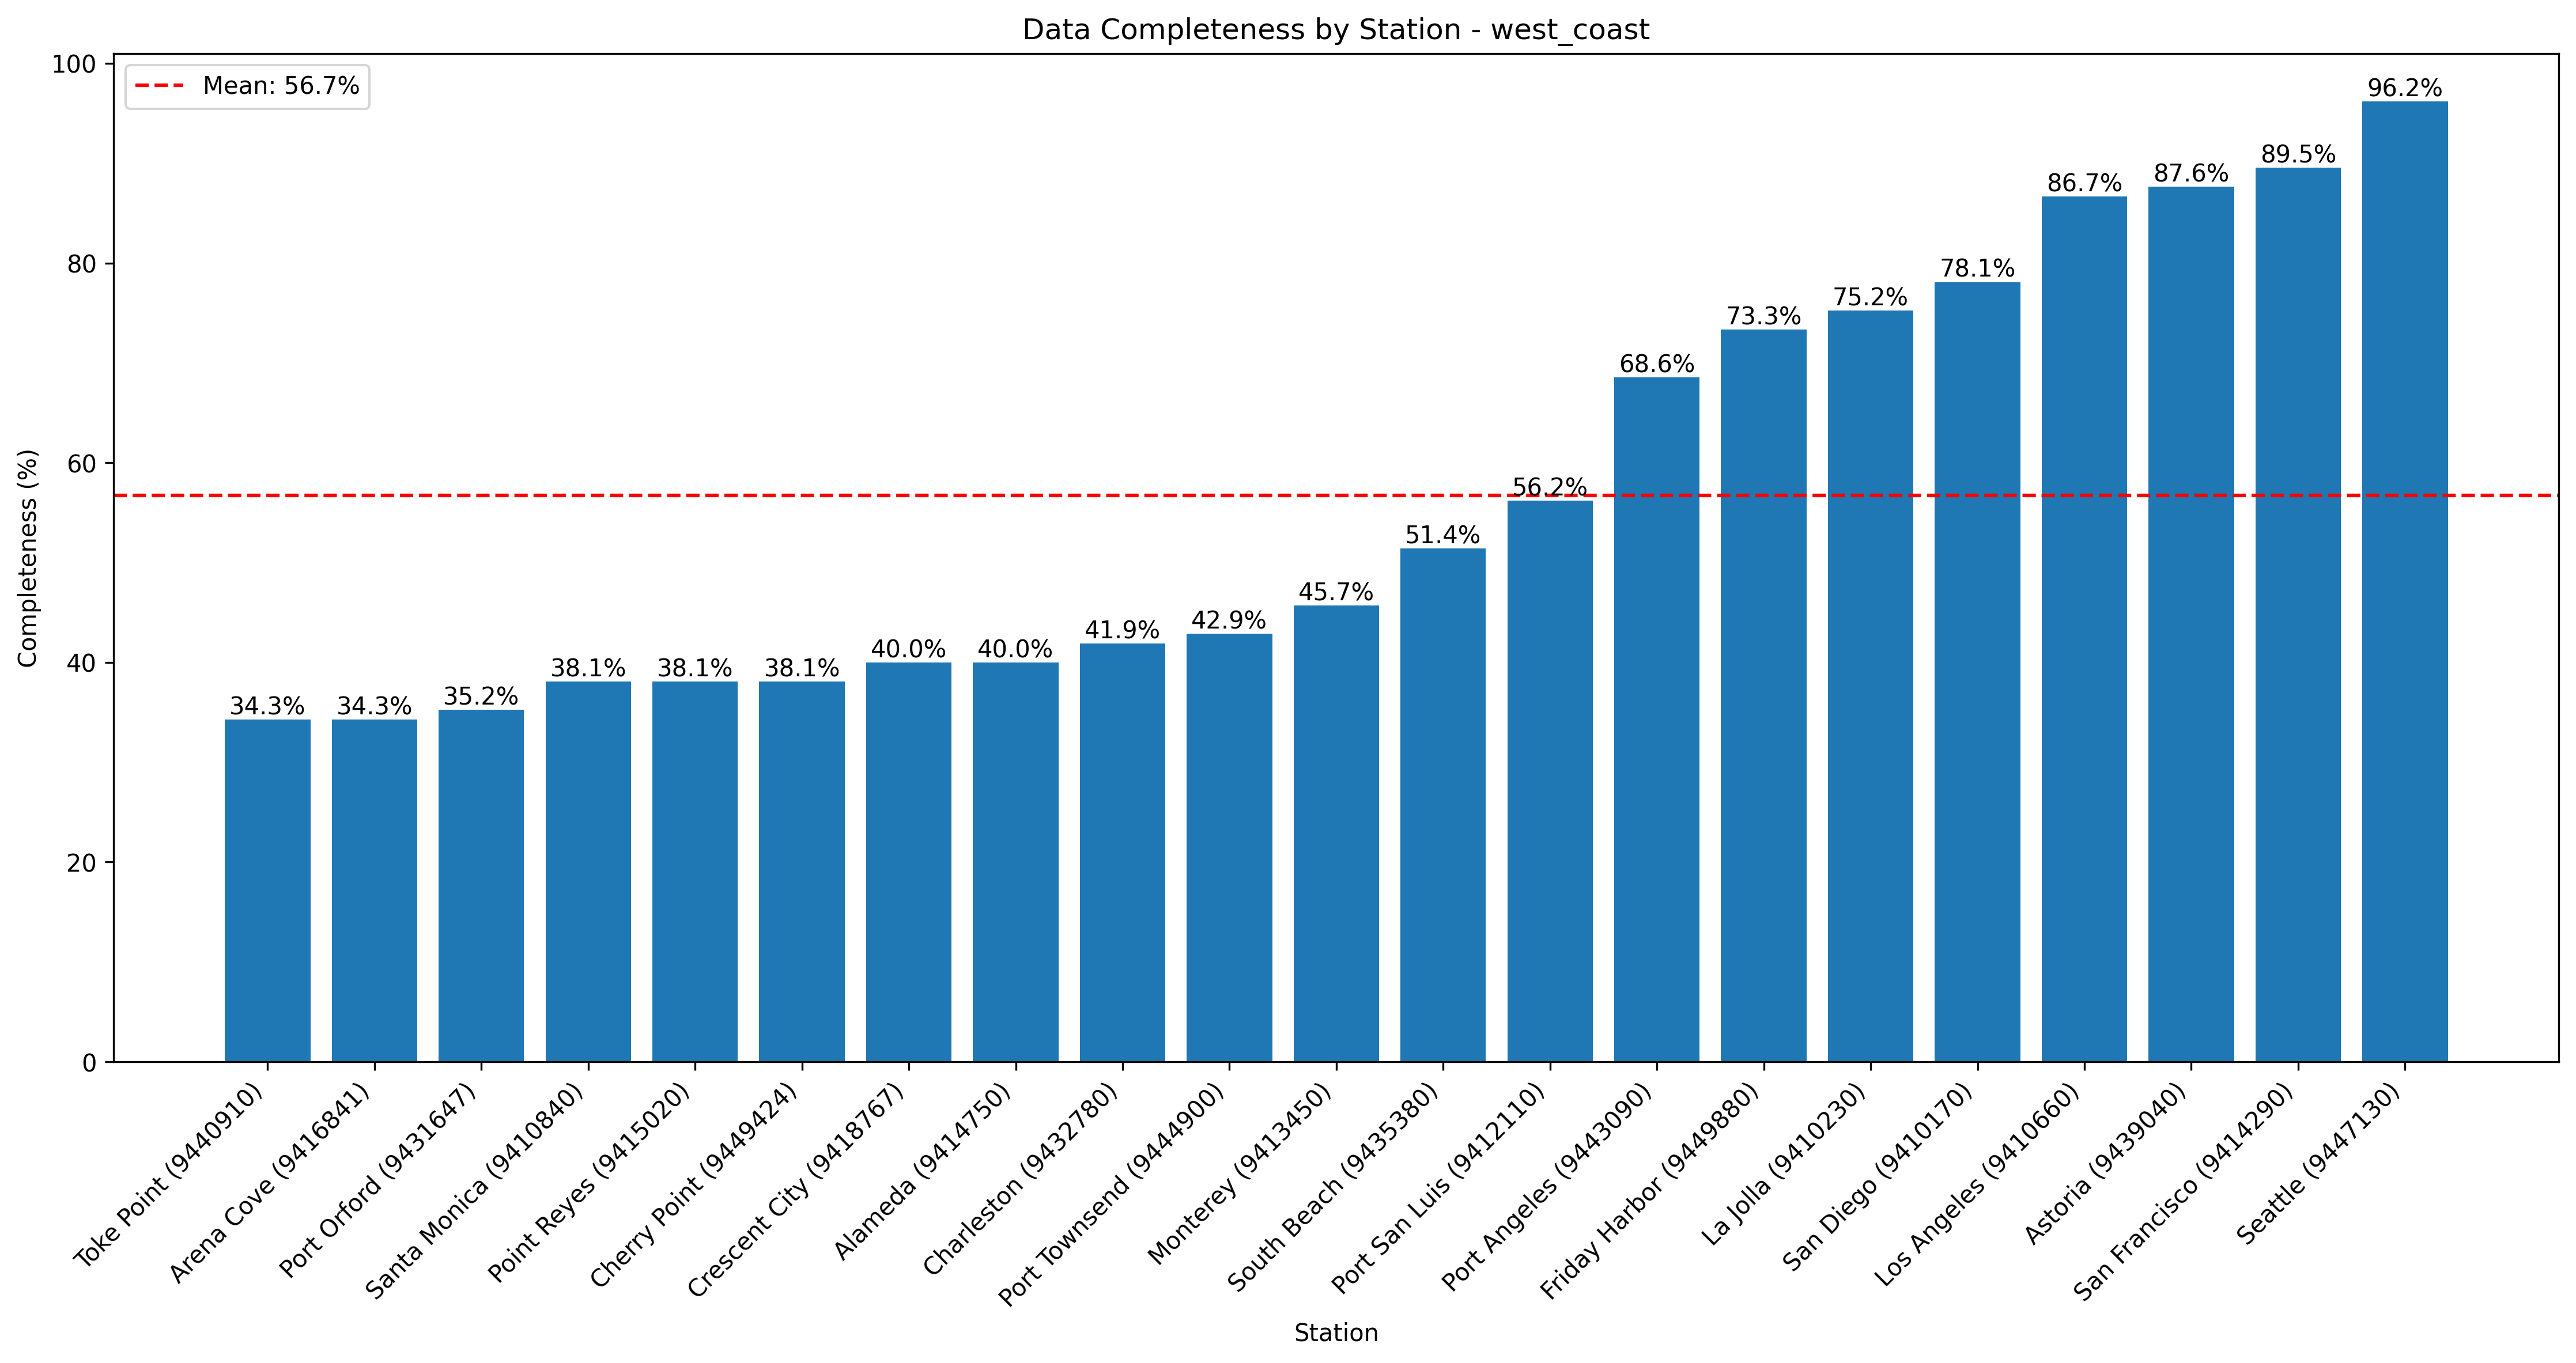 Data Completeness by Station - west_coast
Mean: 56.7%
Completeness (%)
100
80
60
40
20
0
34.3%
34.3%
35.2%
38.1%
38.1%
38.1%
40.0%
40.0%
41.9%
42.9%
45.7%
51.4%
56.2%
68.6%
73.3%
75.2%
78.1%
86.7%
87.6%
89.5%
96.2%
Toke Point (9440910)
Arena Cove (9416841)
Port Orford (9431647)
Santa Monica (9410840)
Point Reyes (9415020)
Cherry Point (9449424)
Crescent City (9418767)
Alameda (9414750)
Charleston (9432780)
Port Townsend (9444900)
Monterey (9413450)
South Beach (9435380)
Port San Luis (9412110)
Port Angeles (9443090)
Friday Harbor (9449880)
La Jolla (9410230)
San Diego (9410170)
Los Angeles (9410660)
Astoria (9439040)
San Francisco (9414290)
Seattle (9447130)
Station